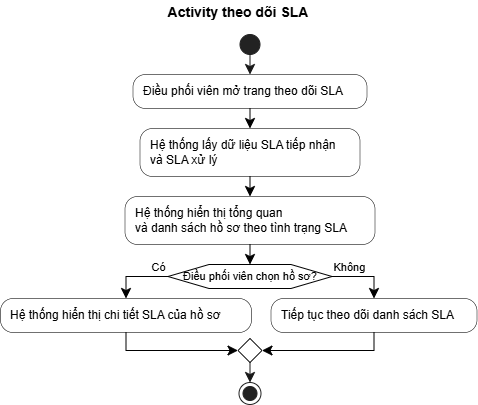 Activity theo dõi SLA
Điều phối viên mở trang theo dõi SLA
Hệ thống lấy dữ liệu SLA tiếp nhận
và SLA xử lý
Hệ thống hiển thị tổng quan
và danh sách hồ sơ theo tình trạng SLA
Điều phối viên chọn hồ sơ?
Có
Không
Hệ thống hiển thị chi tiết SLA của hồ sơ
Tiếp tục theo dõi danh sách SLA